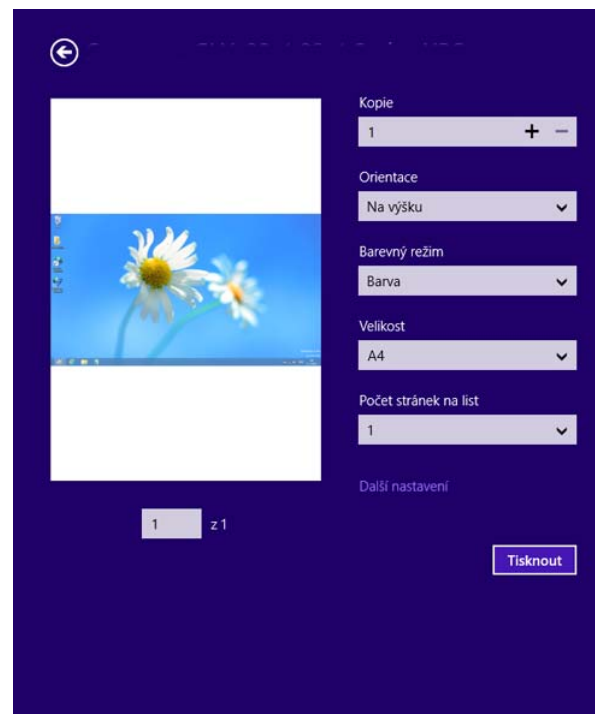 Kopie
1
Orientace
Na výšku
Barevný režim
Barva
Velikost
A4
Počet stránek na list
1
Další nastavení
1 z 1
Tisknout